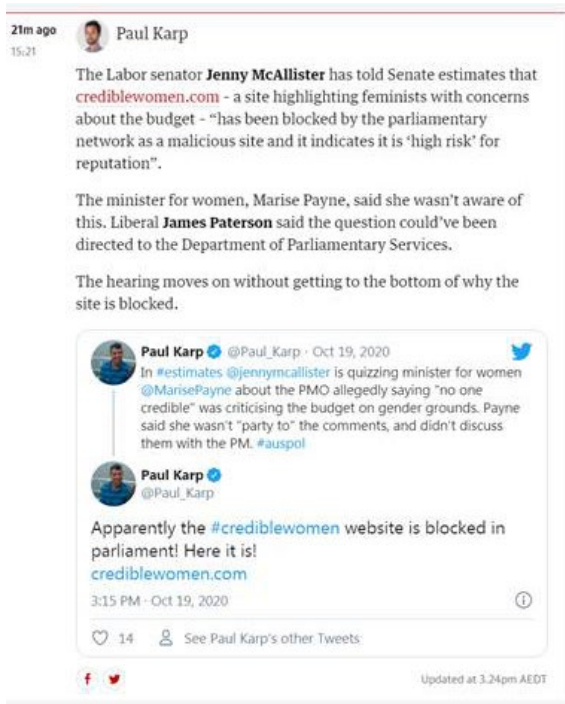 21m ago
15:21
Paul Karp
The Labor senator Jenny McAllister has told Senate estimates that
crediblewomen.com - a site highlighting feminists with concerns
about the budget - “has been blocked by the parliamentary
network as a malicious site and it indicates it is ‘high risk’ for
reputation”.
The minister for women, Marise Payne, said she wasn’t aware of
this. Liberal James Paterson said the question could’ve been
directed to the Department of Parliamentary Services.
The hearing moves on without getting to the bottom of why the
site is blocked.
Paul Karp @Paul_Karp · Oct 19, 2020
In #estimates @jennymcallister is quizzing minister for women
@MarisePayne about the PMO allegedly saying "no one
credible" was criticising the budget on gender grounds. Payne
said she wasn't "party to" the comments, and didn't discuss
them with the PM. #auspol
Paul Karp
@Paul_Karp
Apparently the #crediblewomen website is blocked in
parliament! Here it is!
crediblewomen.com
3:15 PM · Oct 19, 2020
14 See Paul Karp's other Tweets
Updated at 3.24pm AEDT